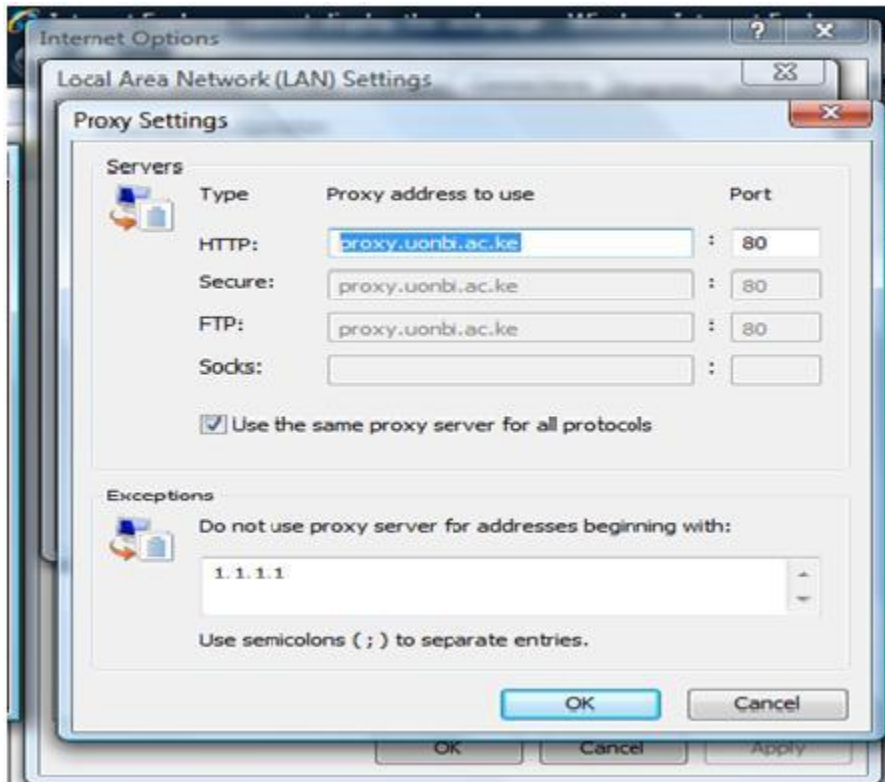 Internet Options
Local Area Network (LAN) Settings
Proxy Settings
Servers
Type Proxy address to use Port
HTTP: proxy.uonbi.ac.ke : 80
Secure: proxy.uonbi.ac.ke : 80
FTP: proxy.uonbi.ac.ke : 80
Socks: :
Use the same proxy server for all protocols
Exceptions
Do not use proxy server for addresses beginning with:
1.1.1.1
Use semicolons ( ; ) to separate entries.
OK Cancel
OK Cancel Apply